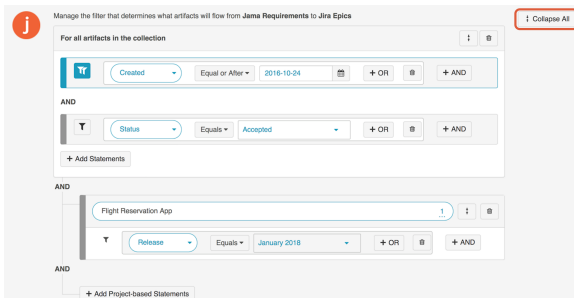 j
Manage the filter that determines what artifacts will flow from Jama Requirements to Jira Epics
Collapse All
For all artifacts in the collection
Created Equal or After 2016-10-24 + OR + AND
AND
Status Equals Accepted + OR + AND
+ Add Statements
AND
Flight Reservation App 1
Release Equals January 2018 + OR + AND
AND
+ Add Project-based Statements